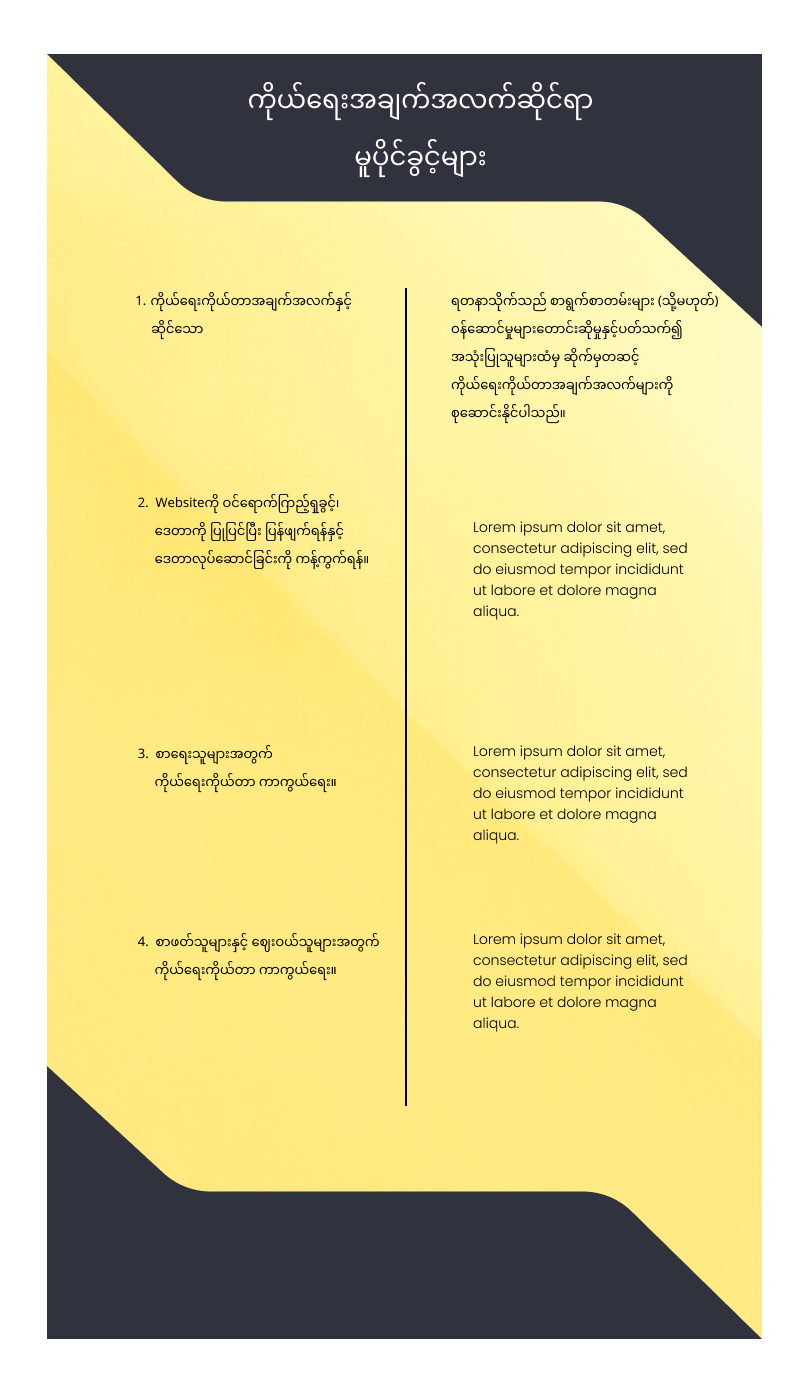 ကိုယ်ရေးအချက်အလက်ဆိုင်ရာ
မူပိုင်ခွင့်များ
1. ကိုယ်ရေးကိုယ်တာအချက်အလက်နှင့်
ဆိုင်သော
ရတနာသိုက်သည် စာရွက်စာတမ်းများ (သို့မဟုတ်)
ဝန်ဆောင်မှုများတောင်းဆိုမှုနှင့်ပတ်သက်၍
အသုံးပြုသူများထံမှ ဆိုက်မှတဆင့်
ကိုယ်ရေးကိုယ်တာအချက်အလက်များကို
စုဆောင်းနိုင်ပါသည်။
2. Websiteကို ဝင်ရောက်ကြည့်ရှုခွင့်၊
ဒေတာကို ပြုပြင်ပြီး ပြန်ဖျက်ရန်နှင့်
ဒေတာလုပ်ဆောင်ခြင်းကို ကန့်ကွက်ရန်။
Lorem ipsum dolor sit amet,
consectetur adipiscing elit, sed
do eiusmod tempor incididunt
ut labore et dolore magna
aliqua.
3. စာရေးသူများအတွက်
ကိုယ်ရေးကိုယ်တာ ကာကွယ်ရေး။
Lorem ipsum dolor sit amet,
consectetur adipiscing elit, sed
do eiusmod tempor incididunt
ut labore et dolore magna
aliqua.
4. စာဖတ်သူများနှင့် ဈေးဝယ်သူများအတွက်
ကိုယ်ရေးကိုယ်တာ ကာကွယ်ရေး။
Lorem ipsum dolor sit amet,
consectetur adipiscing elit, sed
do eiusmod tempor incididunt
ut labore et dolore magna
aliqua.